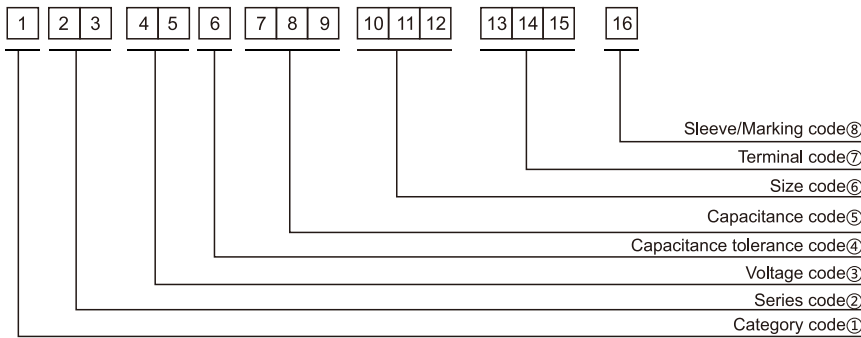 1 2 3 4 5 6 7 8 9 10 11 12 13 14 15 16
Sleeve/Marking code⑧
Terminal code⑦
Size code⑥
Capacitance code⑤
Capacitance tolerance code④
Voltage code③
Series code②
Category code①